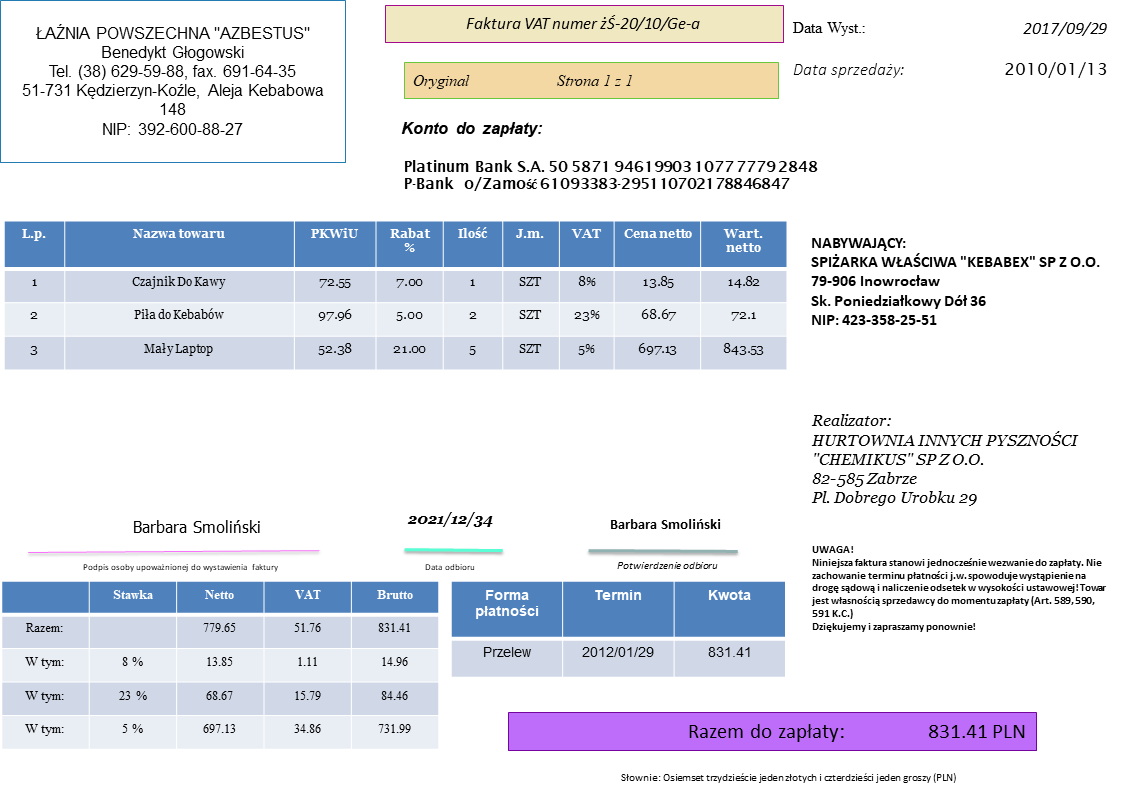 ŁAŹNIA POWSZECHNA "AZBESTUS"
Benedykt Głogowski
Tel. (38) 629-59-88, fax. 691-64-35
51-731 Kędzierzyn-Koźle, Aleja Kebabowa
148
NIP: 392-600-88-27
Faktura VAT numer żŚ-20/10/Ge-a
Oryginał Strona 1 z 1
Data Wyst.: 2017/09/29
Data sprzedaży: 2010/01/13
Konto do zapłaty:
Platinum Bank S.A. 50 5871 9461 9903 1077 7779 2848
P-Bank o/Zamość 61093383-295110702178846847
L.p. Nazwa towaru PKWiU Rabat % Ilość J.m. VAT Cena netto Wart. netto
1 Czajnik Do Kawy 72.55 7.00 1 SZT 8% 13.85 14.82
2 Piła do Kebabów 97.96 5.00 2 SZT 23% 68.67 72.1
3 Mały Laptop 52.38 21.00 5 SZT 5% 697.13 843.53
NABYWAJĄCY:
SPIŻARKA WŁAŚCIWA "KEBABEX" SP Z O.O.
79-906 Inowrocław
Sk. Poniedziałkowy Dół 36
NIP: 423-358-25-51
Realizator:
HURTOWNIA INNYCH PYSZNOŚCI
"CHEMIKUS" SP Z O.O.
82-585 Zabrze
Pl. Dobrego Urobku 29
Barbara Smoliński
Podpis osoby upoważnionej do wystawienia faktury
2021/12/34
Data odbioru
Barbara Smoliński
Potwierdzenie odbioru
UWAGA!
Niniejsza faktura stanowi jednocześnie wezwanie do zapłaty. Nie
zachowanie terminu płatności j.w. spowoduje wystąpienie na
drogę sądową i naliczenie odsetek w wysokości ustawowej! Towar
jest własnością sprzedawcy do momentu zapłaty (Art. 589, 590,
591 K.C.)
Dziękujemy i zapraszamy ponownie!
Stawka Netto VAT Brutto
Razem: 779.65 51.76 831.41
W tym: 8 % 13.85 1.11 14.96
W tym: 23 % 68.67 15.79 84.46
W tym: 5 % 697.13 34.86 731.99
Forma płatności Termin Kwota
Przelew 2012/01/29 831.41
Razem do zapłaty: 831.41 PLN
Słownie: Osiemset trzydzieście jeden złotych i czterdzieści jeden groszy (PLN)